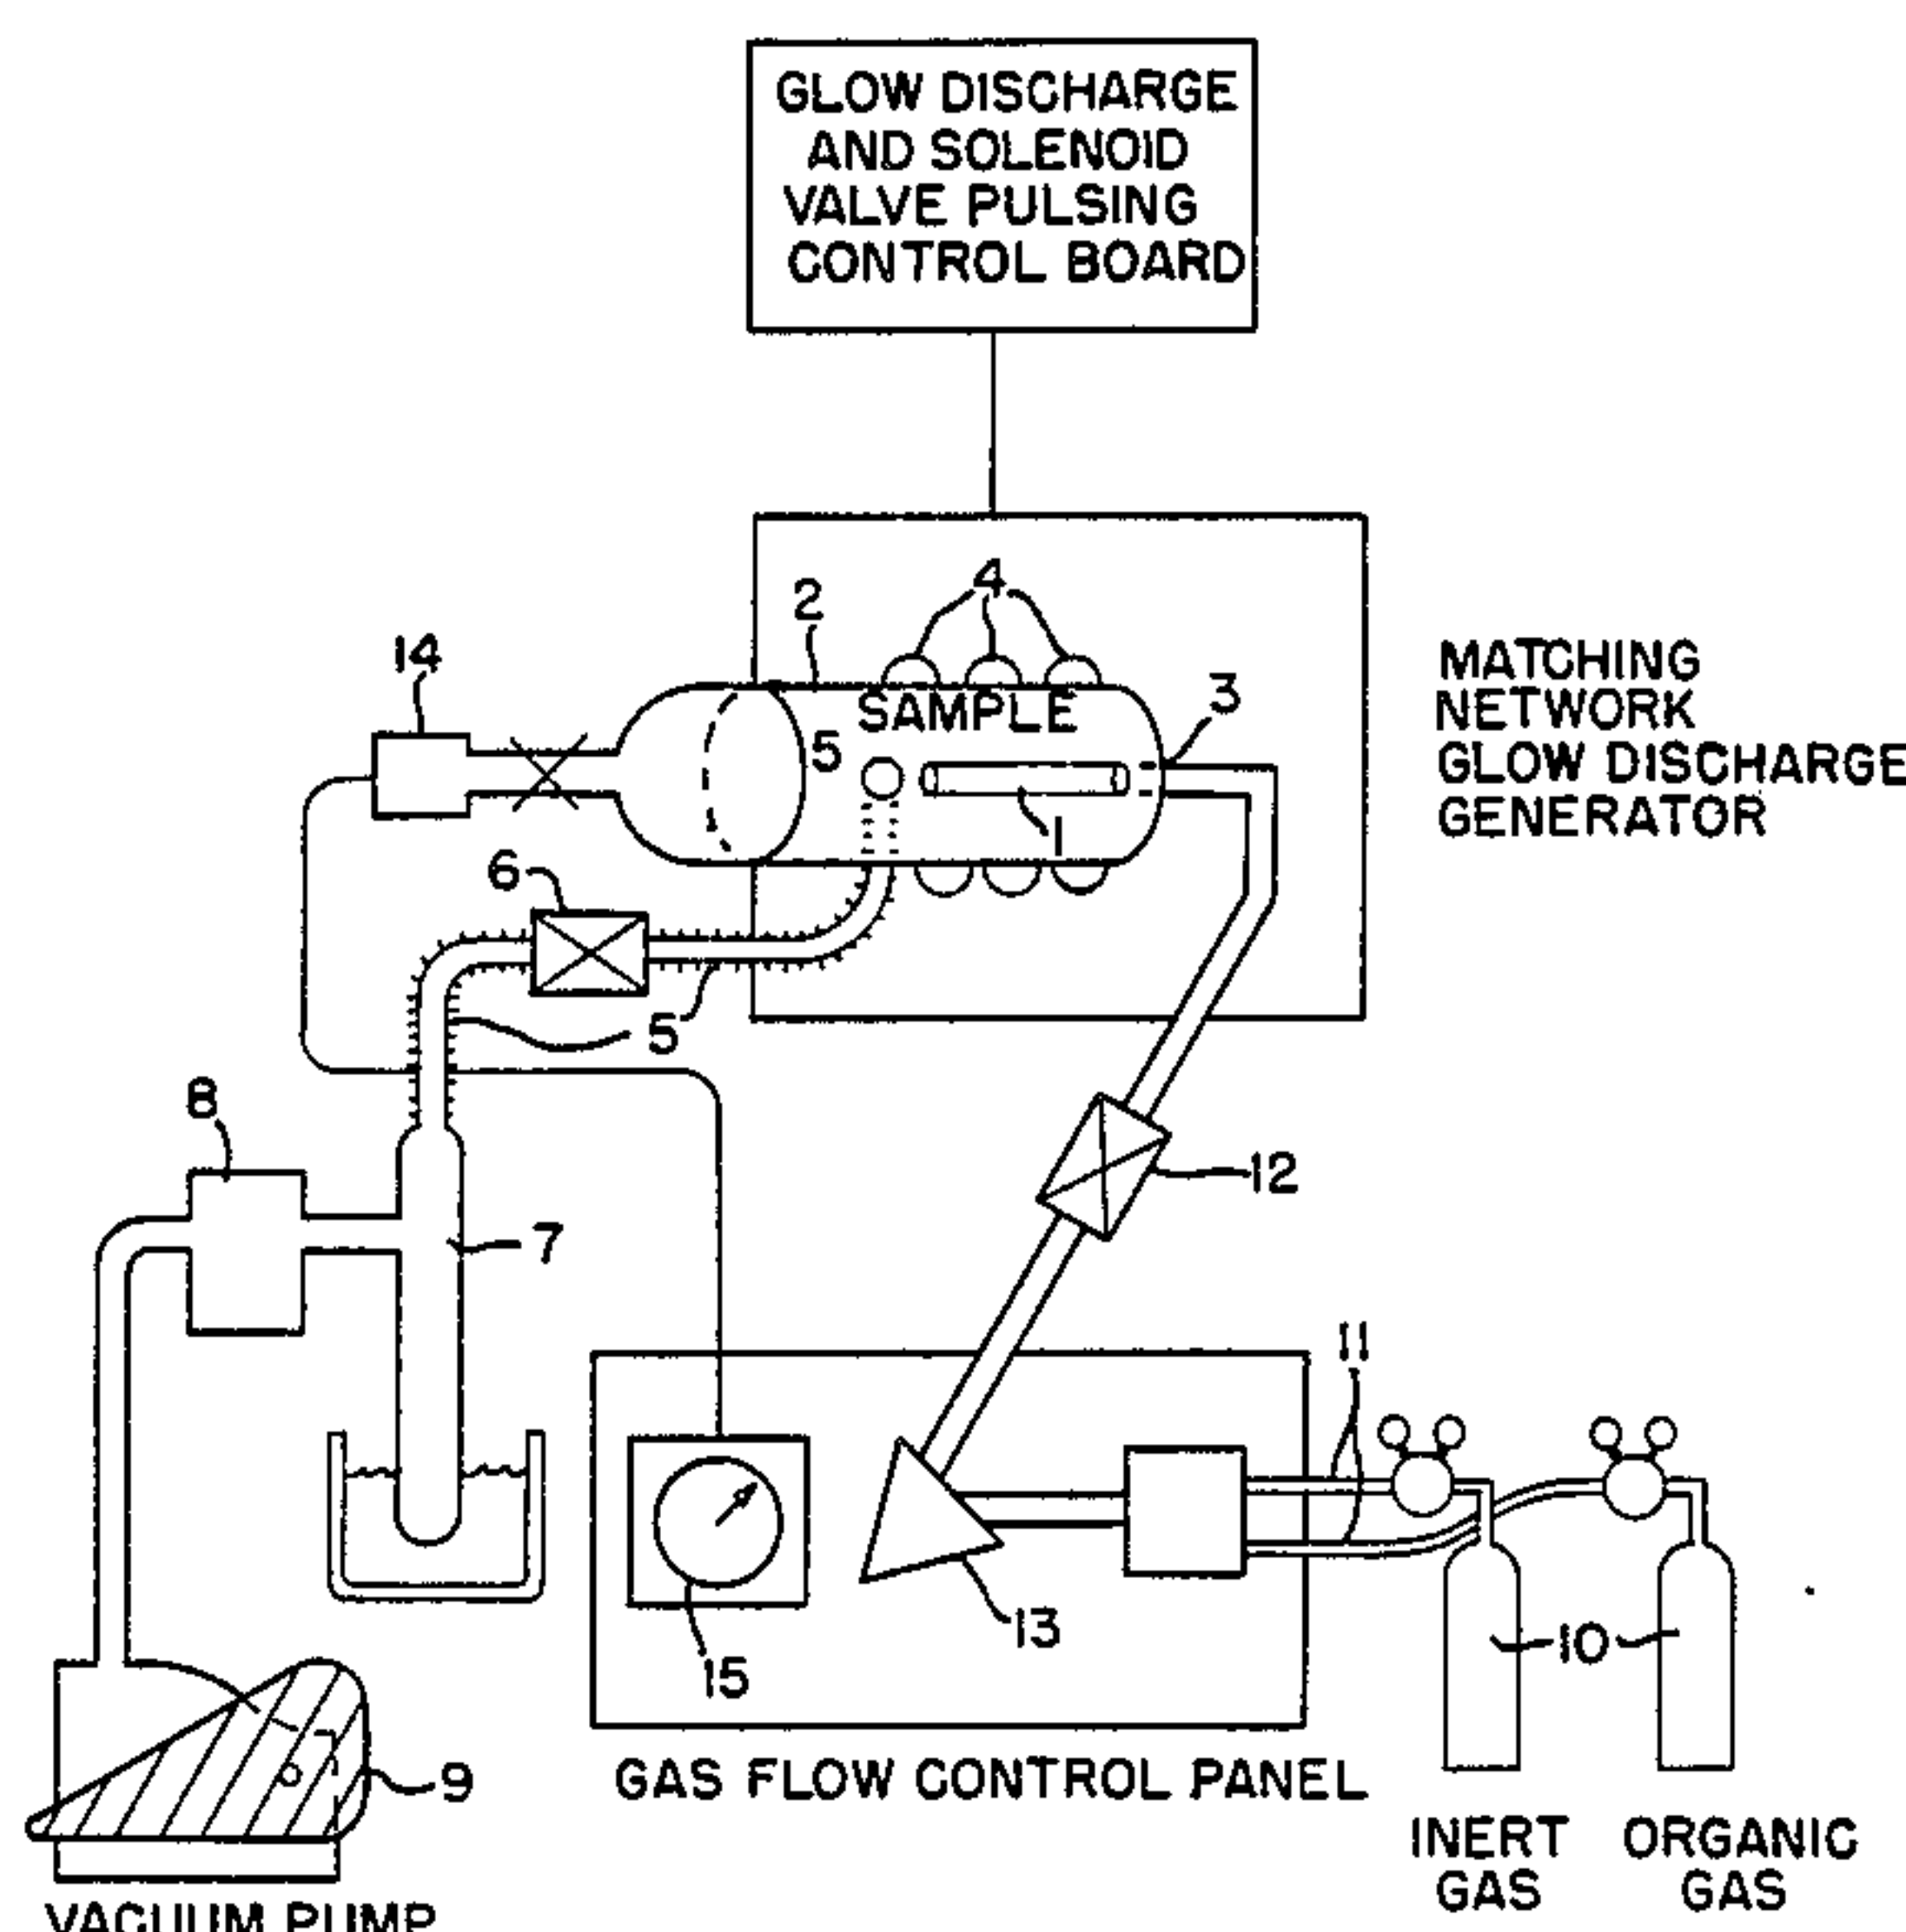 GLOW DISCHARGE
AND SOLENOID
VALVE PULSING
CONTROL BOARD
4
2
14
3
SAMPLE
5
1
MATCHING
NETWORK
GLOW DISCHARGE
GENERATOR
6
5
8
12
7
11
13
15
10
9
GAS FLOW CONTROL PANEL
INERT
GAS
ORGANIC
GAS
VACUUM PUMP